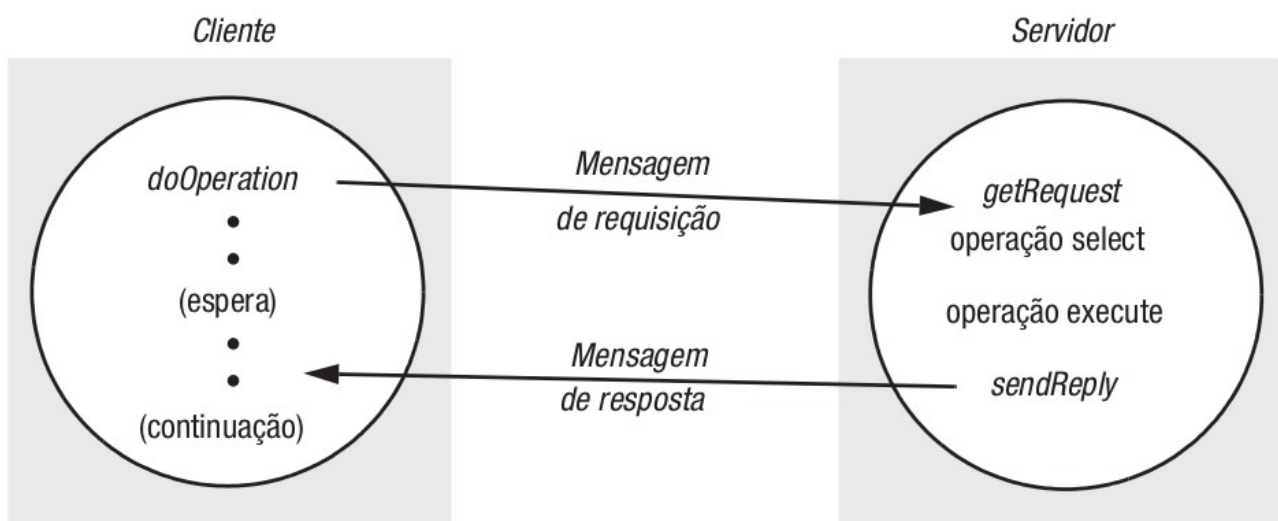 Cliente
Servidor
doOperation
(espera)
(continuação)
Mensagem
de requisição
Mensagem
de resposta
getRequest
operação select
operação execute
sendReply